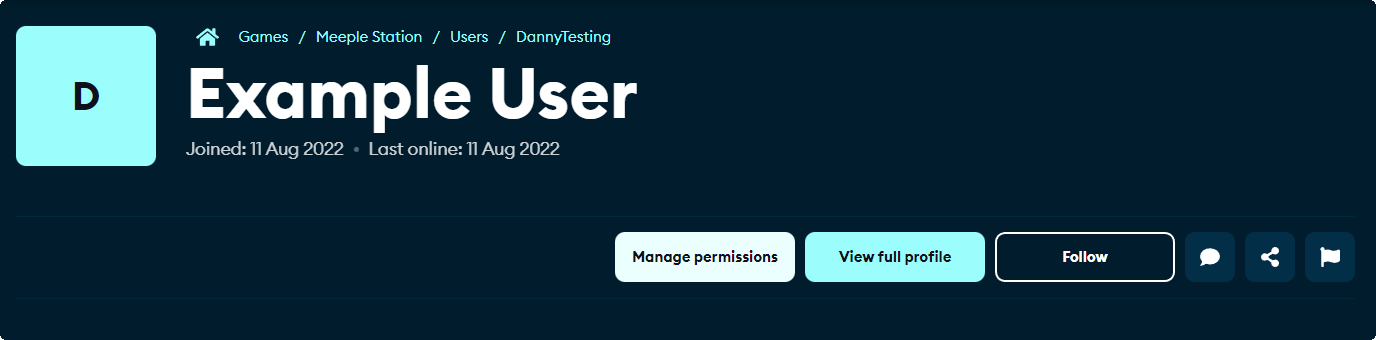 D
Games / Meeple Station / Users / DannyTesting
Example User
Joined: 11 Aug 2022 • Last online: 11 Aug 2022
Manage permissions View full profile Follow